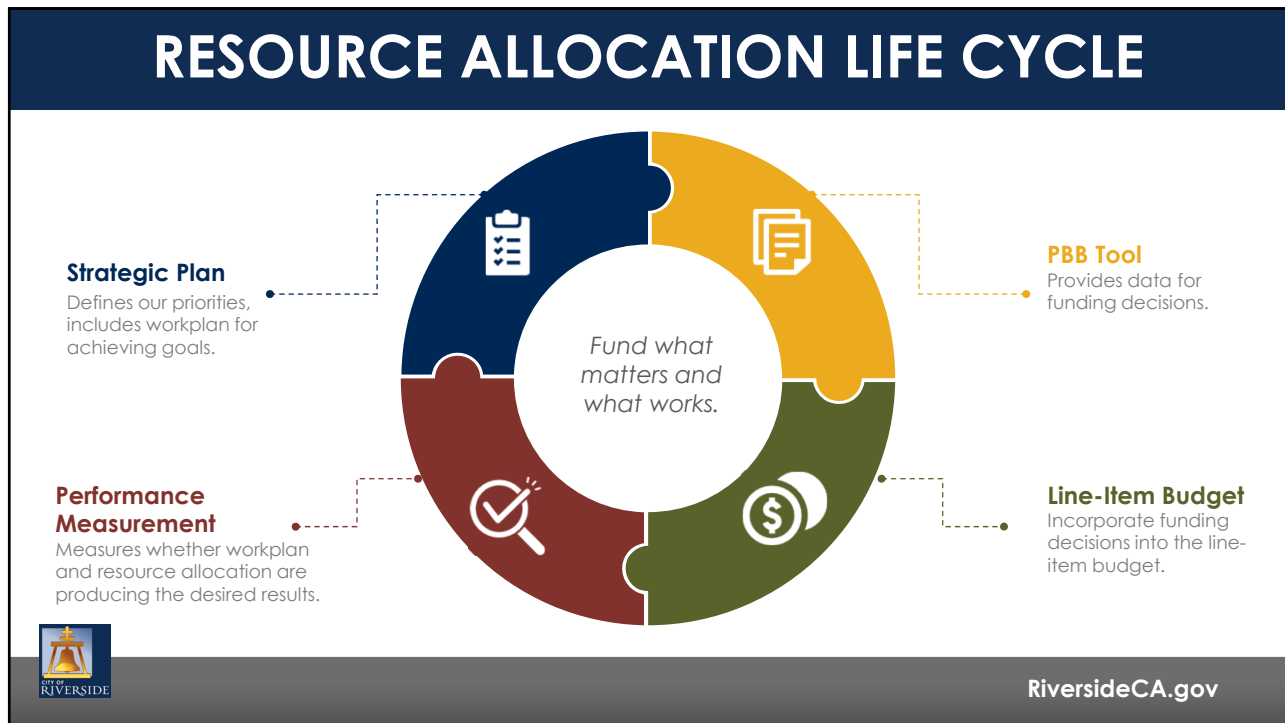 RESOURCE ALLOCATION LIFE CYCLE
Strategic Plan
Defines our priorities,
includes workplan for
achieving goals.
PBB Tool
Provides data for
funding decisions.
Fund what
matters and
what works.
Performance
Measurement
Measures whether workplan
and resource allocation are
producing the desired results.
$
Line-Item Budget
Incorporate funding
decisions into the line-
item budget.
CITY OF
RIVERSIDE
RiversideCA.gov